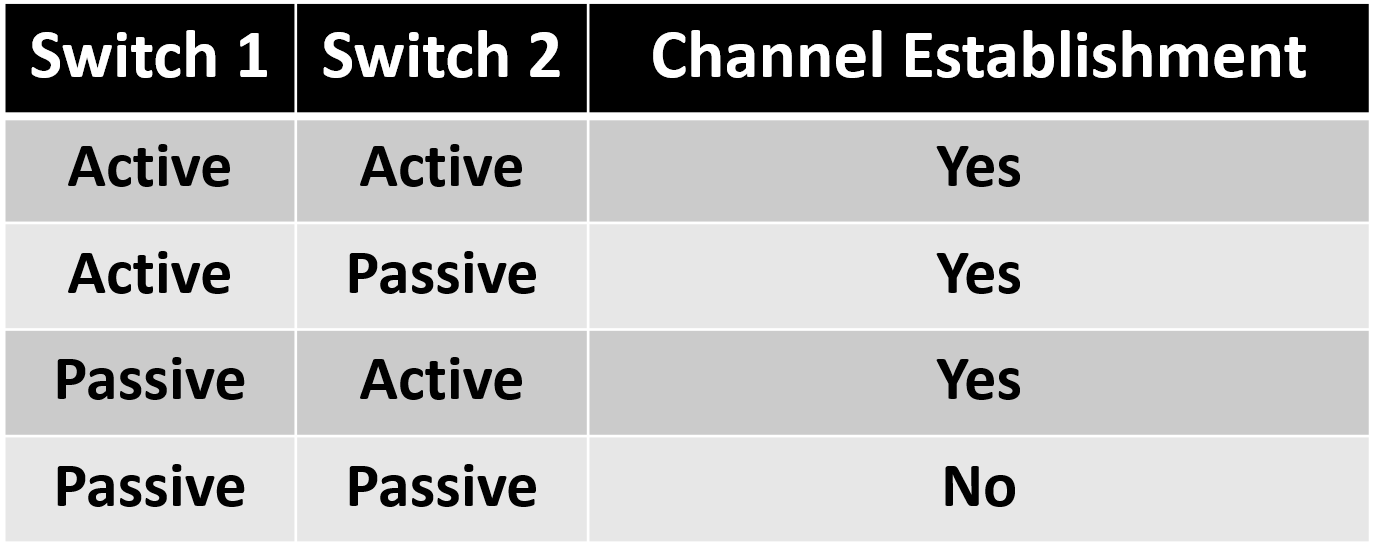 Switch 1 Switch 2 Channel Establishment
Active Active Yes
Active Passive Yes
Passive Active Yes
Passive Passive No